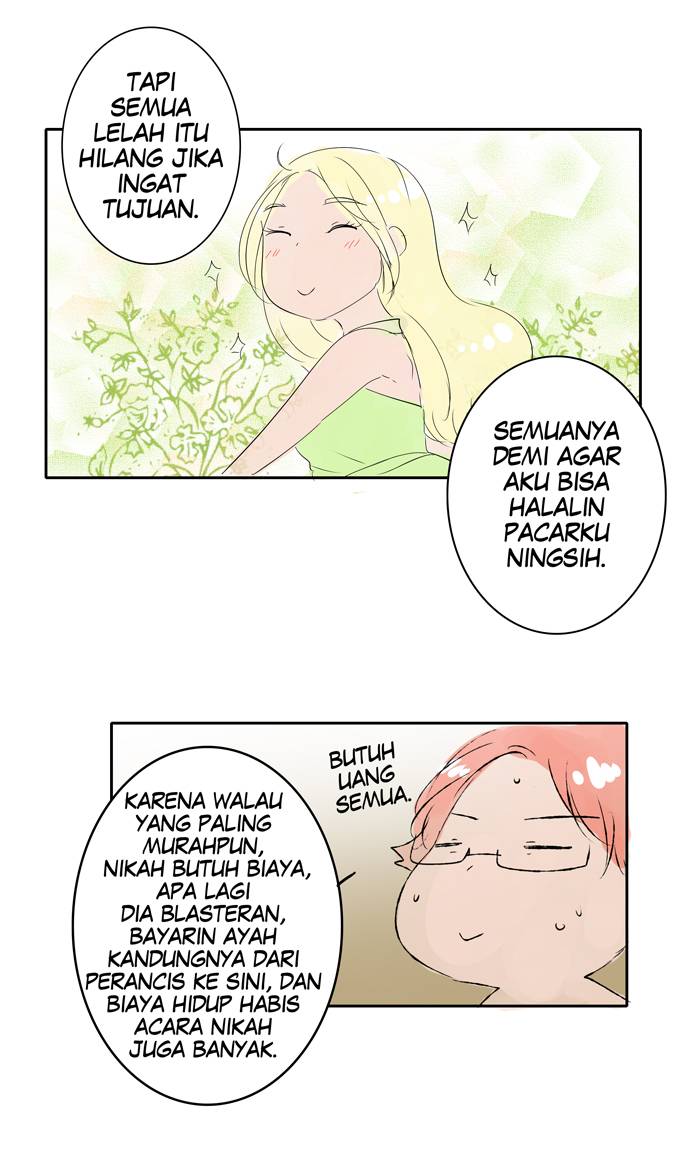 TAPI
SEMUA
LELAH ITU
HILANG JIKA
INGAT
TUJUAN.
SEMUANYA
DEMI AGAR
AKU BISA
HALALIN
PACARKU
NINGSIH.
BUTUH
UANG
SEMUA.
KARENA WALAU
YANG PALING
MURAHPUN,
NIKAH BUTUH BIAYA,
APA LAGI
DIA BLASTERAN,
BAYARIN AYAH
KANDUNGNYA DARI
PERANCIS KE SINI, DAN
BIAYA HIDUP HABIS
ACARA NIKAH
JUGA BANYAK.